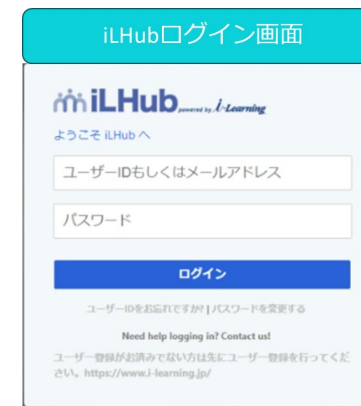 iLHubログイン画面
iLHub powered by i-Learning
ようこそ iLHub へ
ユーザーIDもしくはメールアドレス
パスワード
ログイン
ユーザーIDをお忘れですか? | パスワードを変更する
Need help logging in? Contact us!
ユーザー登録がお済みでない方は先にユーザー登録を行ってくだ
さい。https://www.i-learning.jp/